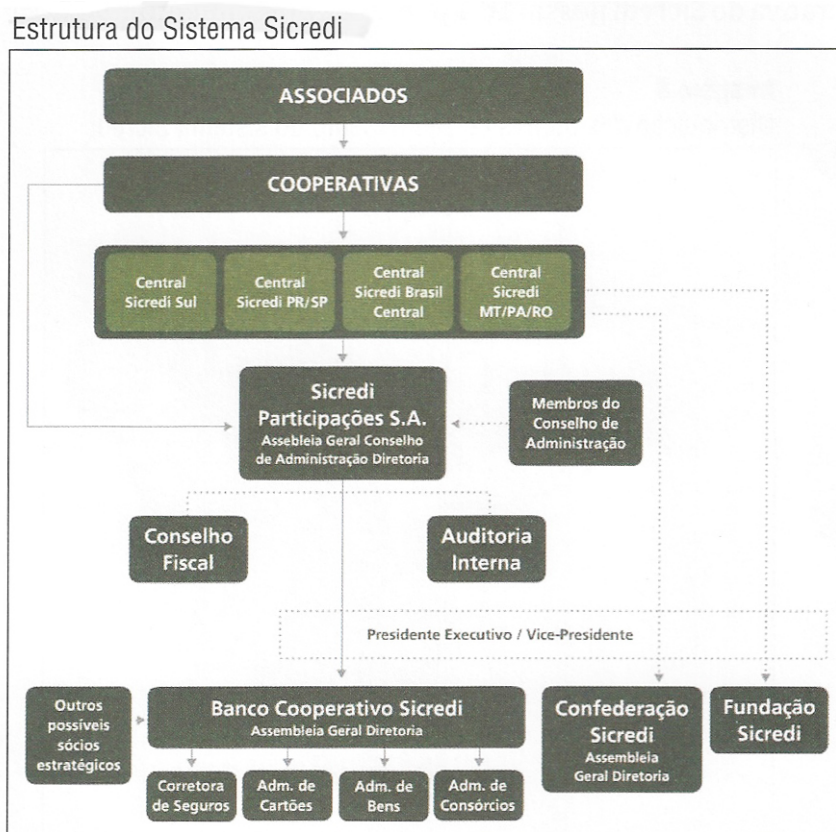 Estrutura do Sistema Sicredi
ASSOCIADOS
COOPERATIVAS
Central
Sicredi Sul
Central
Sicredi PR/SP
Central
Sicredi Brasil
Central
Central
Sicredi
MT/PA/RO
Sicredi
Participações S.A.
Assebleia Geral Conselho
de Administração Diretoria
Membros do
Conselho de
Administração
Conselho
Fiscal
Auditoria
Interna
Presidente Executivo / Vice-Presidente
Outros
possíveis
sócios
estratégicos
Banco Cooperativo Sicredi
Assembleia Geral Diretoria
Confederação
Sicredi
Assembleia
Geral Diretoria
Fundação
Sicredi
Corretora
de Seguros
Adm. de
Cartões
Adm. de
Bens
Adm. de
Consórcios